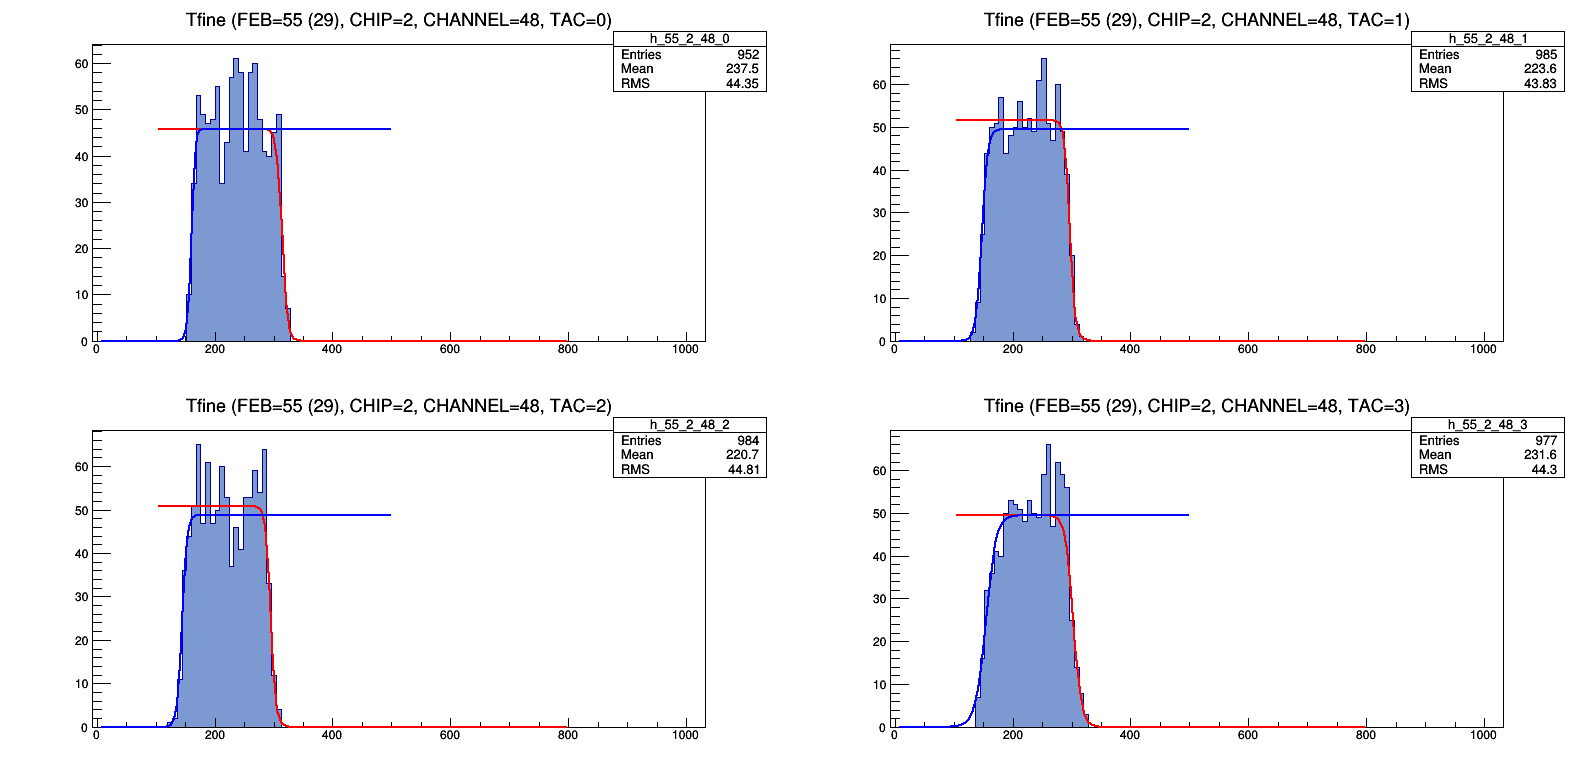 Tfine (FEB=55 (29), CHIP=2, CHANNEL=48, TAC=0)
h_55_2_48_0
Entries 952
Mean 237.5
RMS 44.35
60
50
40
30
20
10
0
0 200 400 600 800 1000
Tfine (FEB=55 (29), CHIP=2, CHANNEL=48, TAC=1)
h_55_2_48_1
Entries 985
Mean 223.6
RMS 43.83
60
50
40
30
20
10
0
0 200 400 600 800 1000
Tfine (FEB=55 (29), CHIP=2, CHANNEL=48, TAC=2)
h_55_2_48_2
Entries 984
Mean 220.7
RMS 44.81
60
50
40
30
20
10
0
0 200 400 600 800 1000
Tfine (FEB=55 (29), CHIP=2, CHANNEL=48, TAC=3)
h_55_2_48_3
Entries 977
Mean 231.6
RMS 44.3
60
50
40
30
20
10
0
0 200 400 600 800 1000